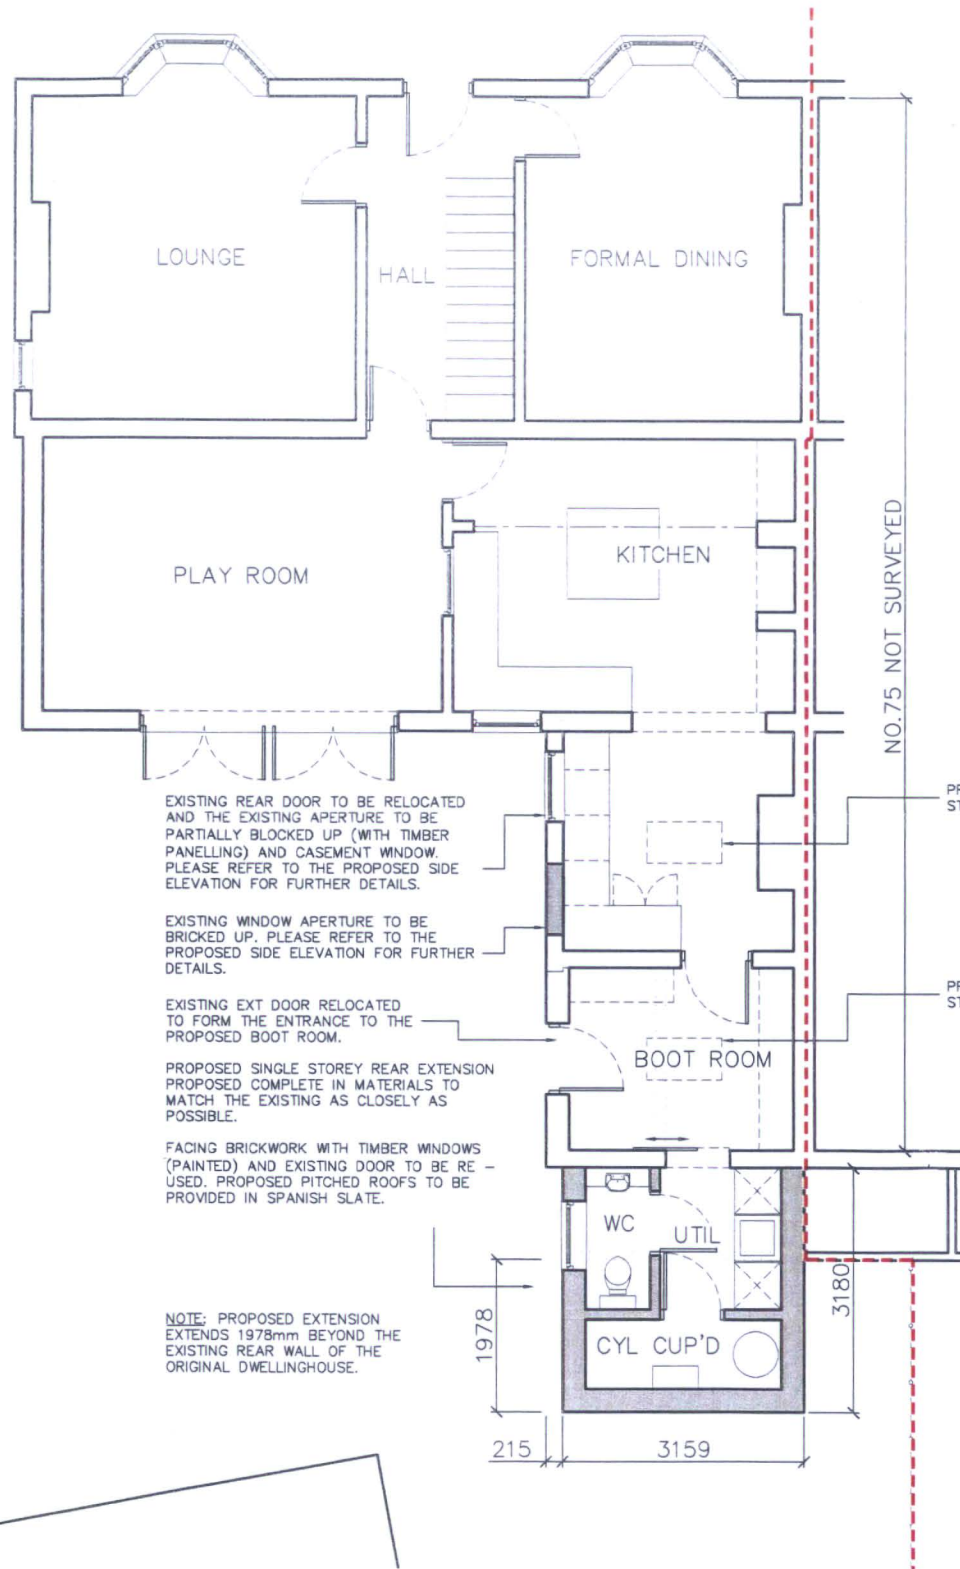 LOUNGE
HALL
FORMAL DINING
PLAY ROOM
KITCHEN
NO.75 NOT SURVEYED
EXISTING REAR DOOR TO BE RELOCATED
AND THE EXISTING APERTURE TO BE
PARTIALLY BLOCKED UP (WITH TIMBER
PANELLING) AND CASEMENT WINDOW.
PLEASE REFER TO THE PROPOSED SIDE
ELEVATION FOR FURTHER DETAILS.
EXISTING WINDOW APERTURE TO BE
BRICKED UP. PLEASE REFER TO THE
PROPOSED SIDE ELEVATION FOR FURTHER
DETAILS.
EXISTING EXT DOOR RELOCATED
TO FORM THE ENTRANCE TO THE
PROPOSED BOOT ROOM.
PROPOSED SINGLE STOREY REAR EXTENSION
PROPOSED COMPLETE IN MATERIALS TO
MATCH THE EXISTING AS CLOSELY AS
POSSIBLE.
FACING BRICKWORK WITH TIMBER WINDOWS
(PAINTED) AND EXISTING DOOR TO BE RE –
USED. PROPOSED PITCHED ROOFS TO BE
PROVIDED IN SPANISH SLATE.
NOTE: PROPOSED EXTENSION
EXTENDS 1978mm BEYOND THE
EXISTING REAR WALL OF THE
ORIGINAL DWELLINGHOUSE.
PR
ST
PR
ST
BOOT ROOM
WC
UTIL
CYL CUP'D
1978
3180
215
3159